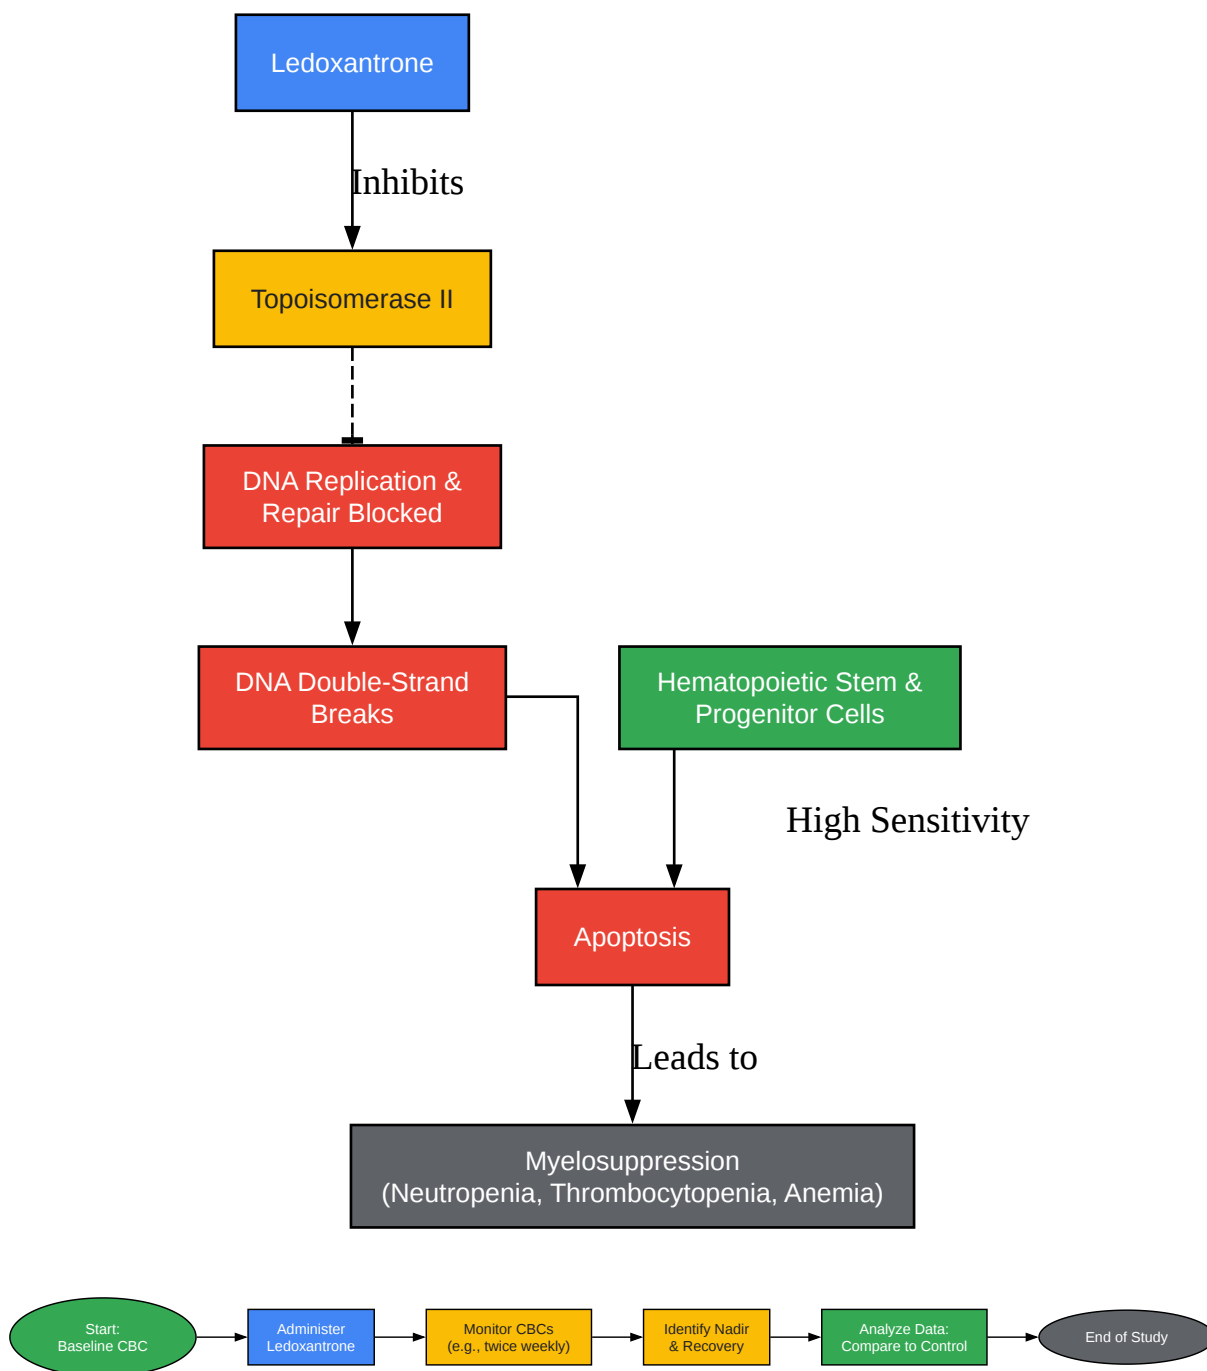 Ledoxantrone
Inhibits
Topoisomerase II
DNA Replication &
Repair Blocked
DNA Double-Strand
Breaks
Hematopoietic Stem &
Progenitor Cells
High Sensitivity
Apoptosis
Leads to
Myelosuppression
(Neutropenia, Thrombocytopenia, Anemia)
Start:
Baseline CBC
Administer
Ledoxantrone
Monitor CBCs
(e.g., twice weekly)
Identify Nadir
& Recovery
Analyze Data:
Compare to Control
End of Study